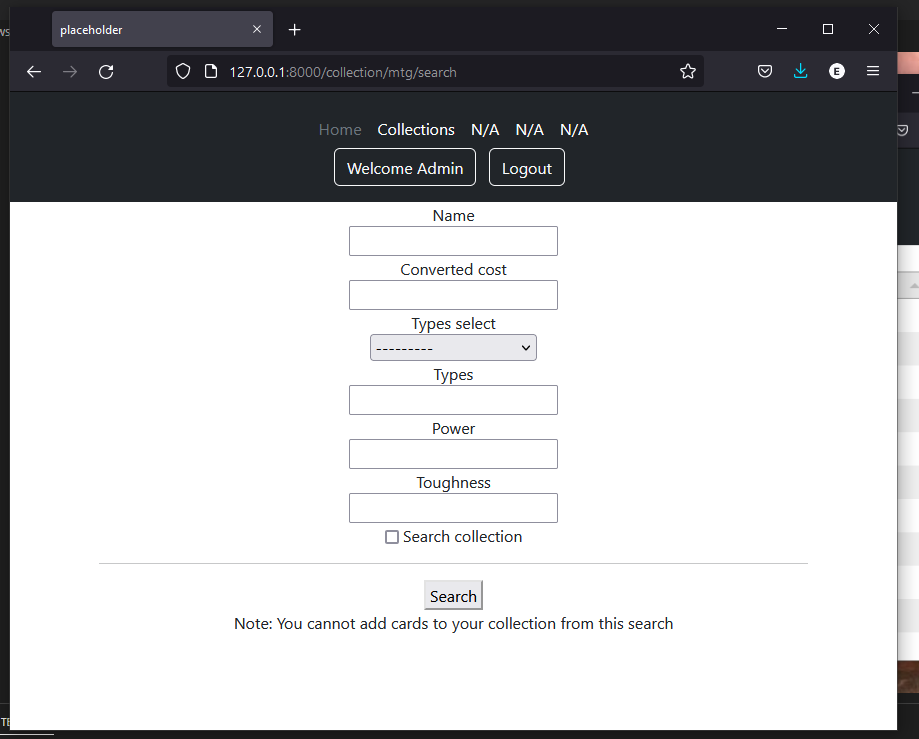 placeholder
127.0.0.1:8000/collection/mtg/search
E
Home Collections N/A N/A N/A
Welcome Admin Logout
Name
Converted cost
Types select
---------
Types
Power
Toughness
Search collection
Search
Note: You cannot add cards to your collection from this search